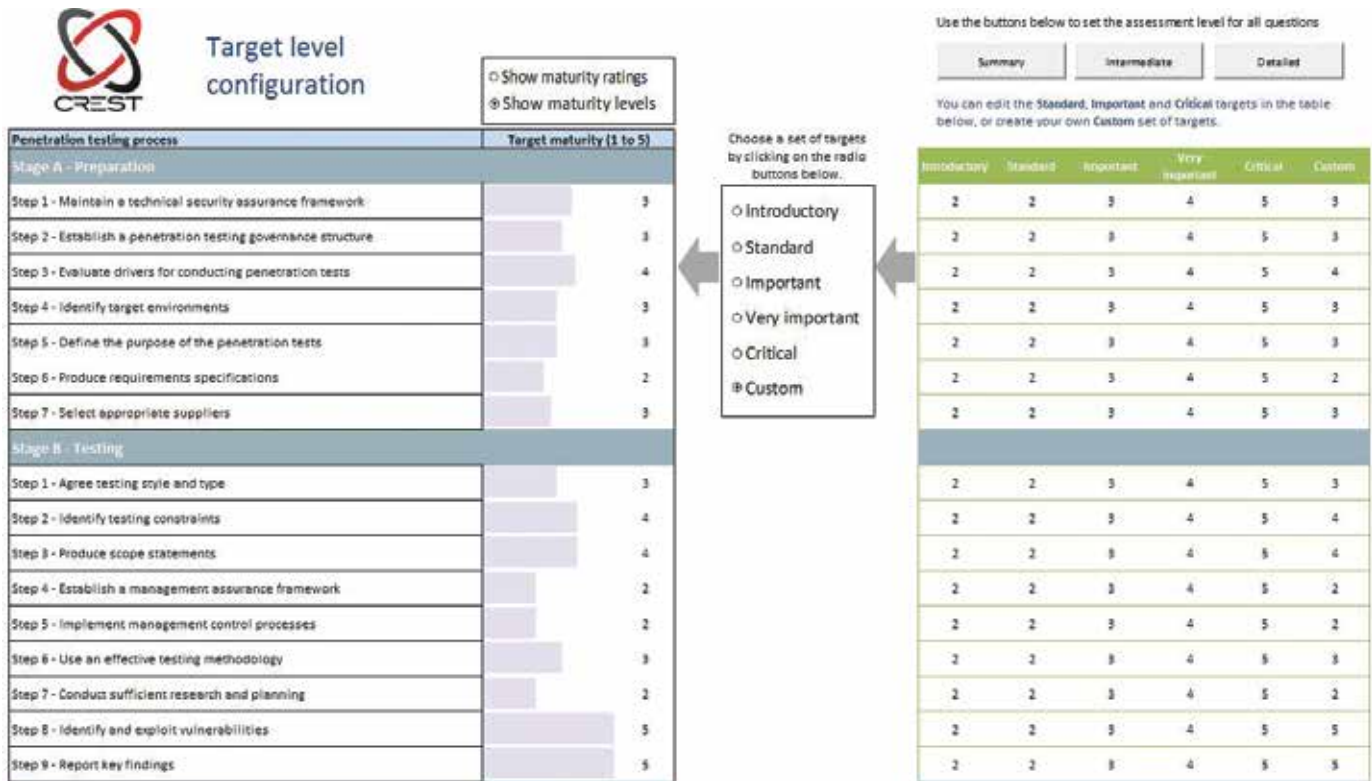 CREST
Target level
configuration
Show maturity ratings
Show maturity levels
Use the buttons below to set the assessment level for all questions
Summary Intermediate Detailed
You can edit the Standard, Important and Critical targets in the table
below, or create your own Custom set of targets.
Choose a set of targets
by clicking on the radio
buttons below.
Introductory
Standard
Important
Very important
Critical
Custom
Penetration testing process Target maturity (1 to 5)
Introductory Standard Important Very important Critical Custom
Stage A - Preparation
Step 1 - Maintain a technical security assurance framework 3 2 2 3 4 5 3
Step 2 - Establish a penetration testing governance structure 3 2 2 3 4 5 3
Step 3 - Evaluate drivers for conducting penetration tests 4 2 2 3 4 5 4
Step 4 - Identify target environments 3 2 2 3 4 5 3
Step 5 - Define the purpose of the penetration tests 3 2 2 3 4 5 3
Step 6 - Produce requirements specifications 2 2 2 3 4 5 2
Step 7 - Select appropriate suppliers 3 2 2 3 4 5 3
Stage B - Testing
Step 1 - Agree testing style and type 3 2 2 3 4 5 3
Step 2 - Identify testing constraints 4 2 2 3 4 5 4
Step 3 - Produce scope statements 4 2 2 3 4 5 4
Step 4 - Establish a management assurance framework 2 2 2 3 4 5 2
Step 5 - Implement management control processes 2 2 2 3 4 5 2
Step 6 - Use an effective testing methodology 3 2 2 3 4 5 3
Step 7 - Conduct sufficient research and planning 2 2 2 3 4 5 2
Step 8 - Identify and exploit vulnerabilities 5 2 2 3 4 5 5
Step 9 - Report key findings 5 2 2 3 4 5 5